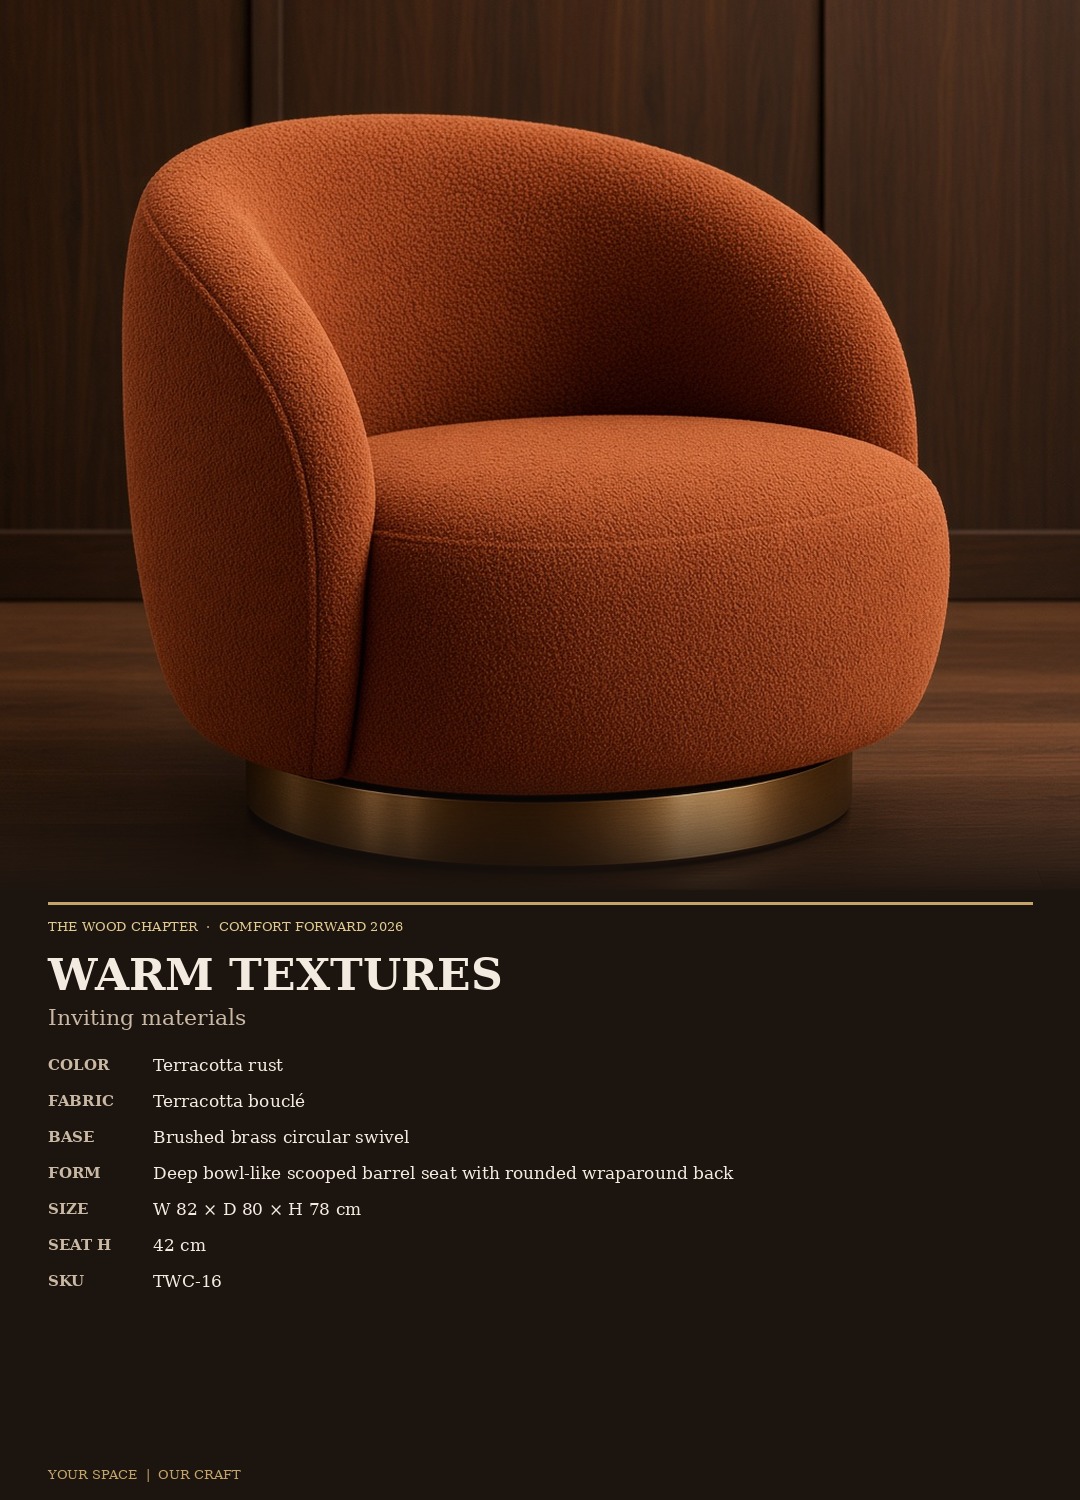 THE WOOD CHAPTER · COMFORT FORWARD 2026
WARM TEXTURES
Inviting materials
COLOR Terracotta rust
FABRIC Terracotta bouclé
BASE Brushed brass circular swivel
FORM Deep bowl-like scooped barrel seat with rounded wraparound back
SIZE W 82 × D 80 × H 78 cm
SEAT H 42 cm
SKU TWC-16
YOUR SPACE | OUR CRAFT